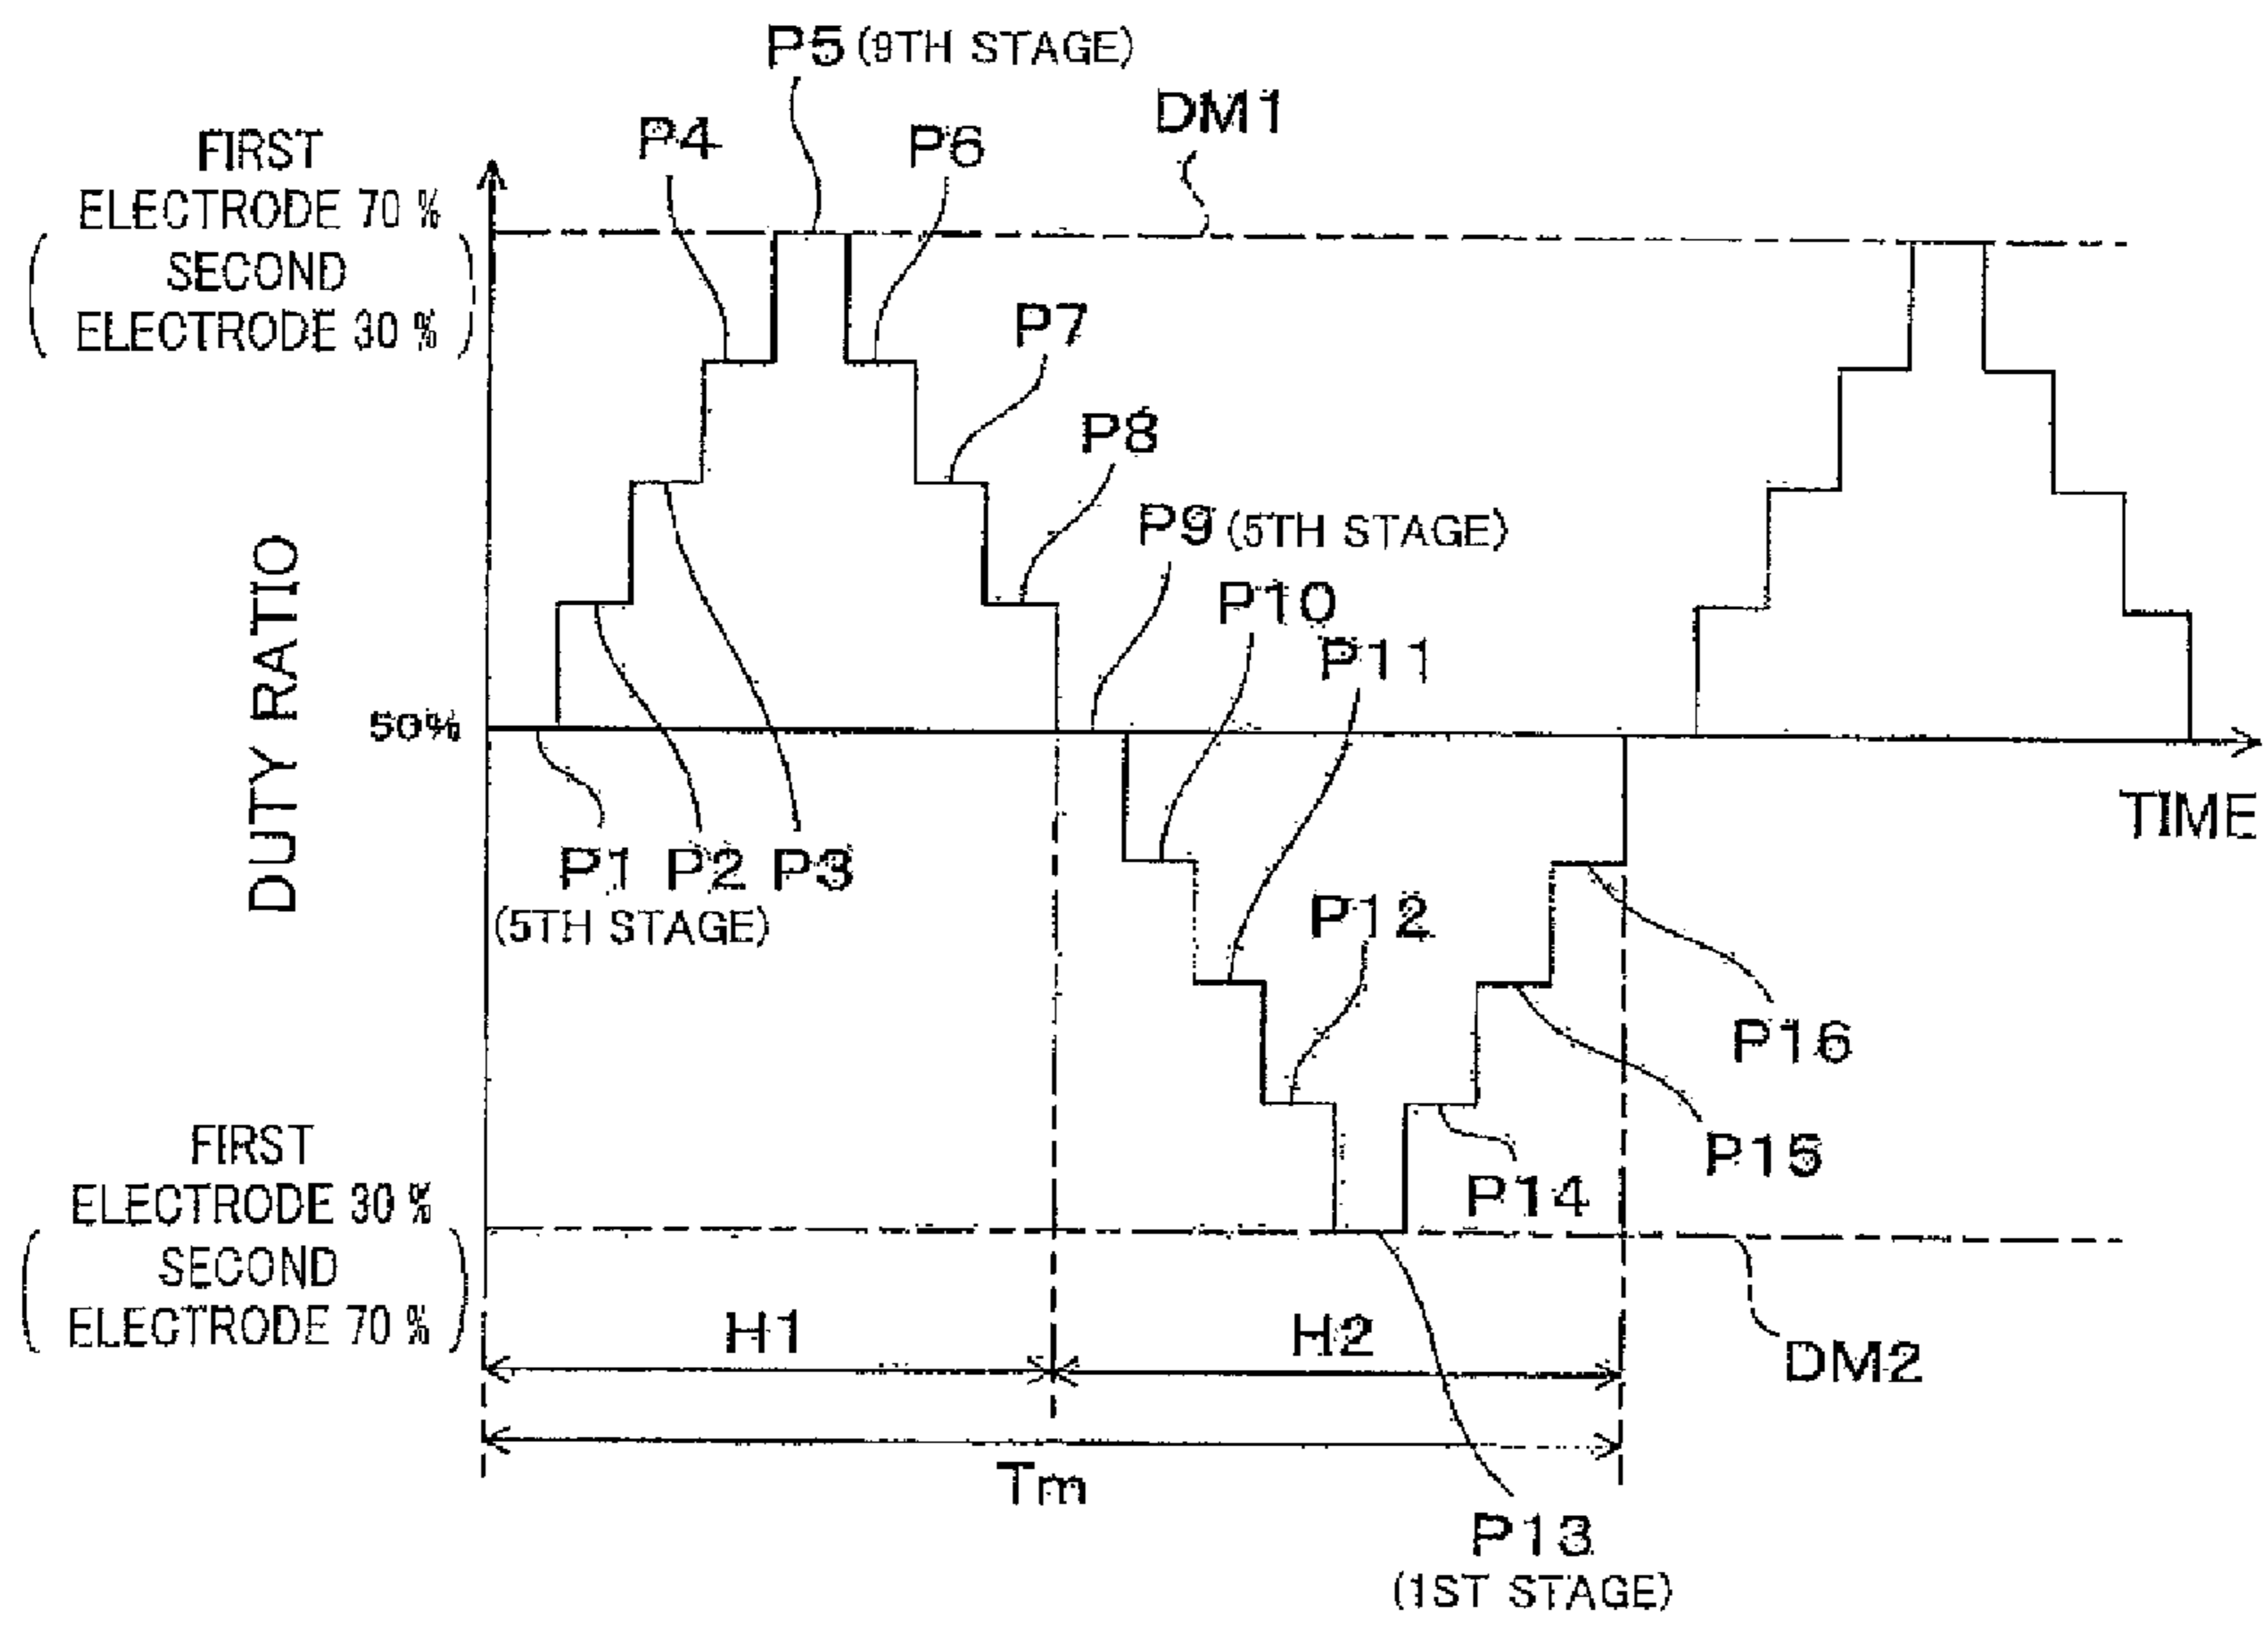 P5 (9TH STAGE)
DM1
P4
P6
FIRST
ELECTRODE 70 %
SECOND
ELECTRODE 30 %
P7
P8
P9 (5TH STAGE)
P10
P11
DUTY RATIO
50%
TIME
P1 P2 P3
(5TH STAGE)
P12
P16
P15
P14
FIRST
ELECTRODE 30 %
SECOND
ELECTRODE 70 %
H1
H2
DM2
Tm
P13
(1ST STAGE)